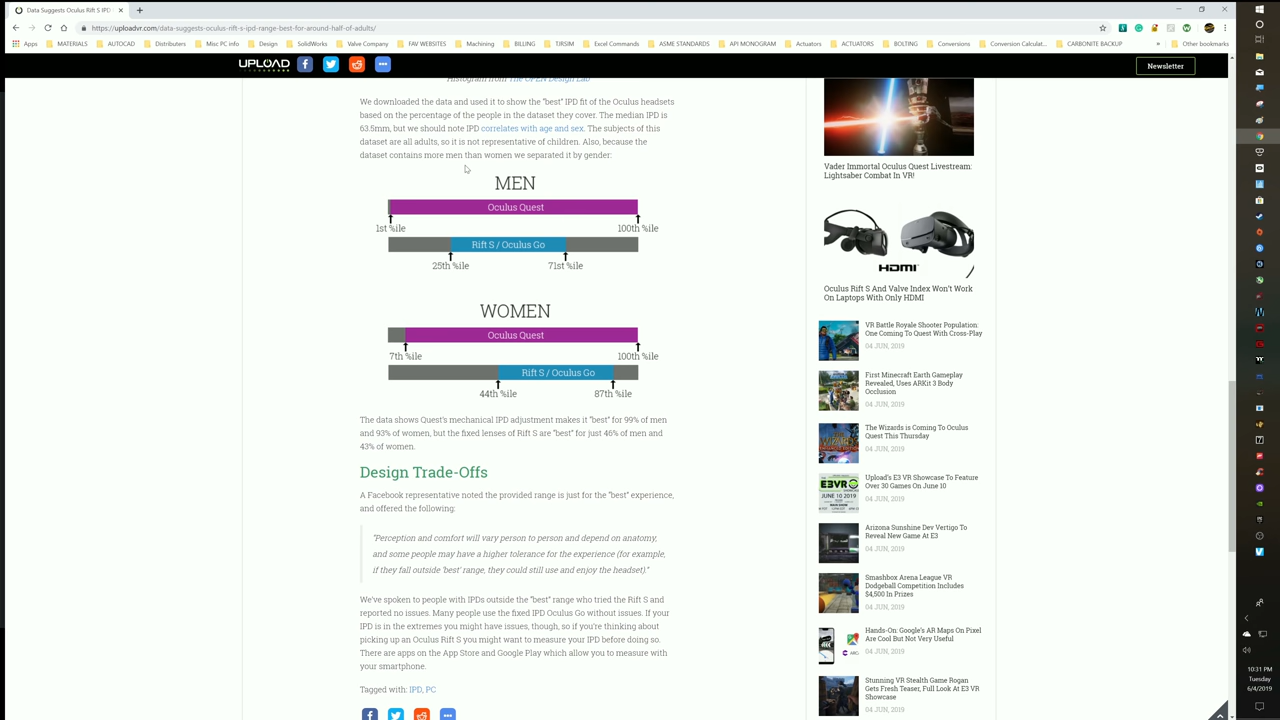 Data Suggests Oculus Rift S IPD
https://uploadvr.com/data-suggests-oculus-rift-s-ipd-range-best-for-around-half-of-adults/
Apps MATERIALS AUTOCAD Distributers Misc PC info Design SolidWorks Valve Company FAV WEBSITES Machining BILLING TIRSIM Excel Commands ASME STANDARDS API MONOGRAM Actuators ACTUATORS BOLTING Conversions Conversion Calculat... CARBONITE BACKUP » Other bookmarks
UPLOAD
Newsletter
Histogram from The OPEN Design Lab
We downloaded the data and used it to show the "best" IPD fit of the Oculus headsets
based on the percentage of the people in the dataset they cover. The median IPD is
63.5mm, but we should note IPD correlates with age and sex. The subjects of this
dataset are all adults, so it is not representative of children. Also, because the
dataset contains more men than women we separated it by gender:
MEN
Oculus Quest
1st %ile 100th %ile
Rift S / Oculus Go
25th %ile 71st %ile
WOMEN
Oculus Quest
7th %ile 100th %ile
Rift S / Oculus Go
44th %ile 87th %ile
The data shows Quest's mechanical IPD adjustment makes it "best" for 99% of men
and 93% of women, but the fixed lenses of Rift S are "best" for just 46% of men and
43% of women.
Design Trade-Offs
A Facebook representative noted the provided range is just for the "best" experience,
and offered the following:
"Perception and comfort will vary person to person and depend on anatomy,
and some people may have a higher tolerance for the experience (for example,
if they fall outside 'best' range, they could still use and enjoy the headset)."
We've spoken to people with IPDs outside the "best" range who tried the Rift S and
reported no issues. Many people use the fixed IPD Oculus Go without issues. If your
IPD is in the extremes you might have issues, though, so if you're thinking about
picking up an Oculus Rift S you might want to measure your IPD before doing so.
There are apps on the App Store and Google Play which allow you to measure with
your smartphone.
Tagged with: IPD, PC
Vader Immortal Oculus Quest Livestream:
Lightsaber Combat In VR!
HDMI
Oculus Rift S And Valve Index Won't Work
On Laptops With Only HDMI
VR Battle Royale Shooter Population:
One Coming To Quest With Cross-Play
04 JUN, 2019
First Minecraft Earth Gameplay
Revealed, Uses ARKit 3 Body
Occlusion
04 JUN, 2019
The Wizards is Coming To Oculus
Quest This Thursday
04 JUN, 2019
E3VR
JUNE 10 2019
Upload's E3 VR Showcase To Feature
Over 30 Games On June 10
04 JUN, 2019
Arizona Sunshine Dev Vertigo To
Reveal New Game At E3
04 JUN, 2019
Smashbox Arena League VR
Dodgeball Competition Includes
$4,500 In Prizes
04 JUN, 2019
Hands-On: Google's AR Maps On Pixel
Are Cool But Not Very Useful
04 JUN, 2019
Stunning VR Stealth Game Rogan
Gets Fresh Teaser, Full Look At E3 VR
Showcase
04 JUN, 2019
10:31 PM
Tuesday
6/4/2019